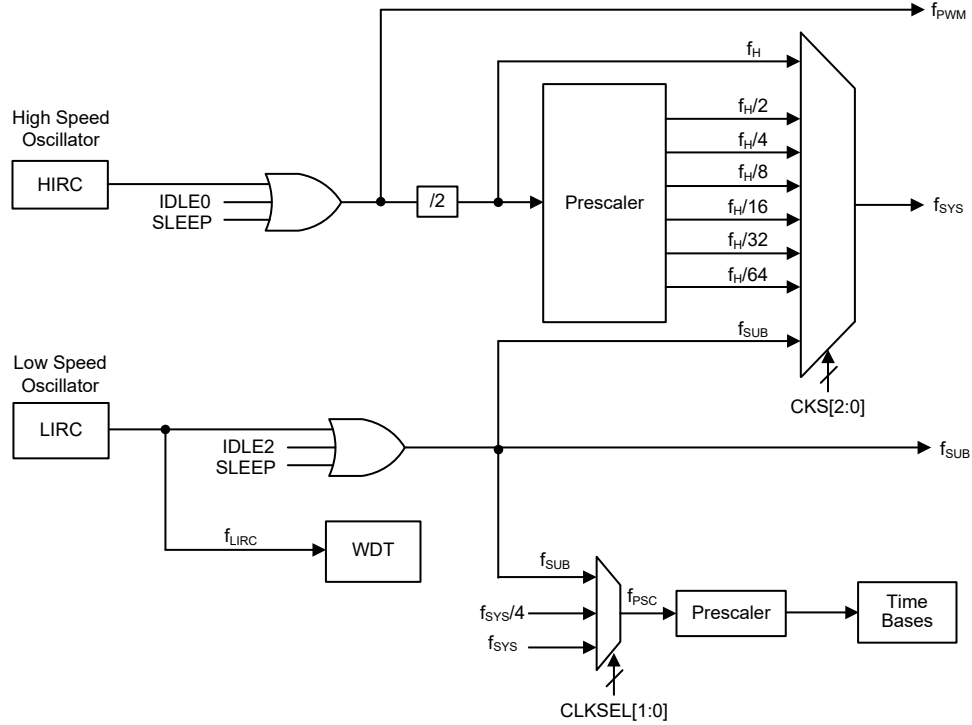 fPWM
fH
High Speed
Oscillator
HIRC
IDLE0
SLEEP
/2
Prescaler
fH/2
fH/4
fH/8
fH/16
fH/32
fH/64
fSUB
fSYS
CKS[2:0]
Low Speed
Oscillator
LIRC
IDLE2
SLEEP
fSUB
fLIRC
WDT
fSUB
fSYS/4
fSYS
fPSC
Prescaler
Time
Bases
CLKSEL[1:0]